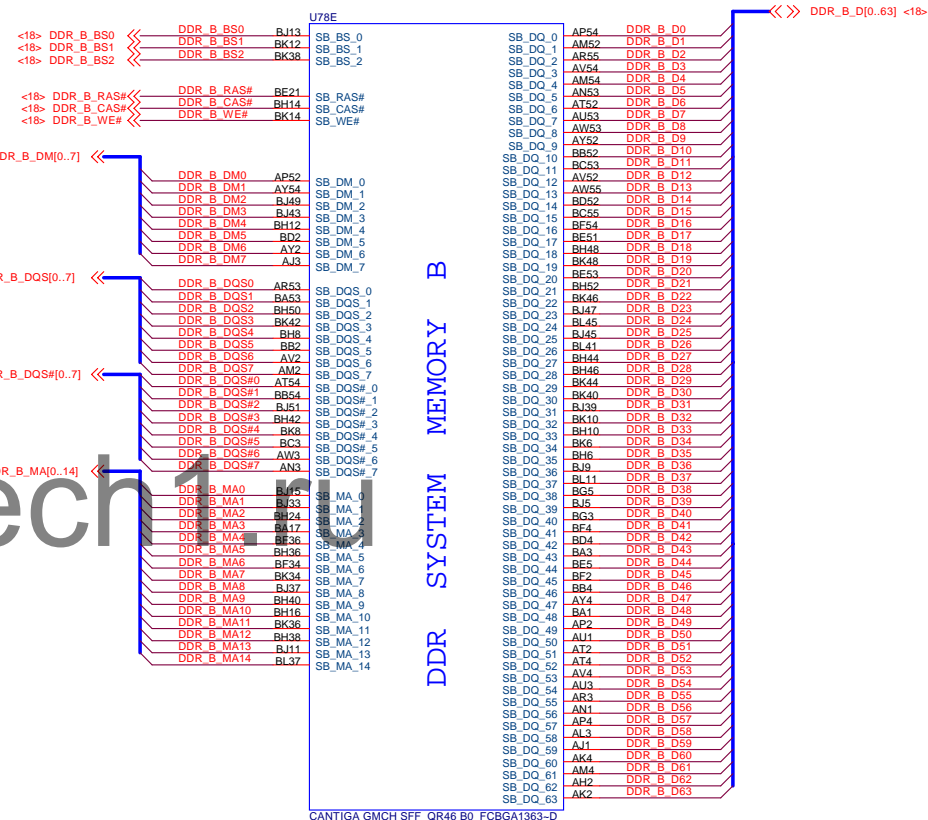 DDR_B_D[0..63] <18>
U78E
<18> DDR_B_BS0 DDR_B_BS0 BJ13 SB_BS_0
<18> DDR_B_BS1 DDR_B_BS1 BK12 SB_BS_1
<18> DDR_B_BS2 DDR_B_BS2 BK38 SB_BS_2
<18> DDR_B_RAS# DDR_B_RAS# BE21 SB_RAS#
<18> DDR_B_CAS# DDR_B_CAS# BH14 SB_CAS#
<18> DDR_B_WE# DDR_B_WE# BK14 SB_WE#
DR_B_DM[0..7]
DDR_B_DM0 AP52 SB_DM_0
DDR_B_DM1 AY54 SB_DM_1
DDR_B_DM2 BJ49 SB_DM_2
DDR_B_DM3 BJ43 SB_DM_3
DDR_B_DM4 BH12 SB_DM_4
DDR_B_DM5 BD2 SB_DM_5
DDR_B_DM6 AY2 SB_DM_6
DDR_B_DM7 AJ3 SB_DM_7
R_B_DQS[0..7]
DDR_B_DQS0 AR53 SB_DQS_0
DDR_B_DQS1 BA53 SB_DQS_1
DDR_B_DQS2 BH50 SB_DQS_2
DDR_B_DQS3 BK42 SB_DQS_3
DDR_B_DQS4 BH8 SB_DQS_4
DDR_B_DQS5 BB2 SB_DQS_5
DDR_B_DQS6 AV2 SB_DQS_6
DDR_B_DQS7 AM2 SB_DQS_7
R_B_DQS#[0..7]
DDR_B_DQS#0 AT54 SB_DQS#_0
DDR_B_DQS#1 BB54 SB_DQS#_1
DDR_B_DQS#2 BJ51 SB_DQS#_2
DDR_B_DQS#3 BH42 SB_DQS#_3
DDR_B_DQS#4 BK8 SB_DQS#_4
DDR_B_DQS#5 BC3 SB_DQS#_5
DDR_B_DQS#6 AW3 SB_DQS#_6
DDR_B_DQS#7 AN3 SB_DQS#_7
DR_B_MA[0..14]
DDR_B_MA0 BJ15 SB_MA_0
DDR_B_MA1 BJ33 SB_MA_1
DDR_B_MA2 BH24 SB_MA_2
DDR_B_MA3 BA17 SB_MA_3
DDR_B_MA4 BF36 SB_MA_4
DDR_B_MA5 BH36 SB_MA_5
DDR_B_MA6 BF34 SB_MA_6
DDR_B_MA7 BK34 SB_MA_7
DDR_B_MA8 BJ37 SB_MA_8
DDR_B_MA9 BH40 SB_MA_9
DDR_B_MA10 BH16 SB_MA_10
DDR_B_MA11 BK36 SB_MA_11
DDR_B_MA12 BH38 SB_MA_12
DDR_B_MA13 BJ11 SB_MA_13
DDR_B_MA14 BL37 SB_MA_14
ech1.ru
DDR SYSTEM MEMORY B
SB_DQ_0 AP54 DDR_B_D0
SB_DQ_1 AM52 DDR_B_D1
SB_DQ_2 AR55 DDR_B_D2
SB_DQ_3 AV54 DDR_B_D3
SB_DQ_4 AM54 DDR_B_D4
SB_DQ_5 AN53 DDR_B_D5
SB_DQ_6 AT52 DDR_B_D6
SB_DQ_7 AU53 DDR_B_D7
SB_DQ_8 AW53 DDR_B_D8
SB_DQ_9 AY52 DDR_B_D9
SB_DQ_10 BB52 DDR_B_D10
SB_DQ_11 BC53 DDR_B_D11
SB_DQ_12 AV52 DDR_B_D12
SB_DQ_13 AW55 DDR_B_D13
SB_DQ_14 BD52 DDR_B_D14
SB_DQ_15 BC55 DDR_B_D15
SB_DQ_16 BF54 DDR_B_D16
SB_DQ_17 BE51 DDR_B_D17
SB_DQ_18 BH48 DDR_B_D18
SB_DQ_19 BK48 DDR_B_D19
SB_DQ_20 BE53 DDR_B_D20
SB_DQ_21 BH52 DDR_B_D21
SB_DQ_22 BK46 DDR_B_D22
SB_DQ_23 BJ47 DDR_B_D23
SB_DQ_24 BL45 DDR_B_D24
SB_DQ_25 BJ45 DDR_B_D25
SB_DQ_26 BL41 DDR_B_D26
SB_DQ_27 BH44 DDR_B_D27
SB_DQ_28 BH46 DDR_B_D28
SB_DQ_29 BK44 DDR_B_D29
SB_DQ_30 BK40 DDR_B_D30
SB_DQ_31 BJ39 DDR_B_D31
SB_DQ_32 BK10 DDR_B_D32
SB_DQ_33 BH10 DDR_B_D33
SB_DQ_34 BK6 DDR_B_D34
SB_DQ_35 BH6 DDR_B_D35
SB_DQ_36 BJ9 DDR_B_D36
SB_DQ_37 BL11 DDR_B_D37
SB_DQ_38 BG5 DDR_B_D38
SB_DQ_39 BJ5 DDR_B_D39
SB_DQ_40 BG3 DDR_B_D40
SB_DQ_41 BF4 DDR_B_D41
SB_DQ_42 BD4 DDR_B_D42
SB_DQ_43 BA3 DDR_B_D43
SB_DQ_44 BE5 DDR_B_D44
SB_DQ_45 BF2 DDR_B_D45
SB_DQ_46 BB4 DDR_B_D46
SB_DQ_47 AY4 DDR_B_D47
SB_DQ_48 BA1 DDR_B_D48
SB_DQ_49 AP2 DDR_B_D49
SB_DQ_50 AU1 DDR_B_D50
SB_DQ_51 AT2 DDR_B_D51
SB_DQ_52 AT4 DDR_B_D52
SB_DQ_53 AV4 DDR_B_D53
SB_DQ_54 AU3 DDR_B_D54
SB_DQ_55 AR3 DDR_B_D55
SB_DQ_56 AN1 DDR_B_D56
SB_DQ_57 AP4 DDR_B_D57
SB_DQ_58 AL3 DDR_B_D58
SB_DQ_59 AJ1 DDR_B_D59
SB_DQ_60 AK4 DDR_B_D60
SB_DQ_61 AM4 DDR_B_D61
SB_DQ_62 AH2 DDR_B_D62
SB_DQ_63 AK2 DDR_B_D63
CANTIGA GMCH SFF_QR46 B0_FCBGA1363~D